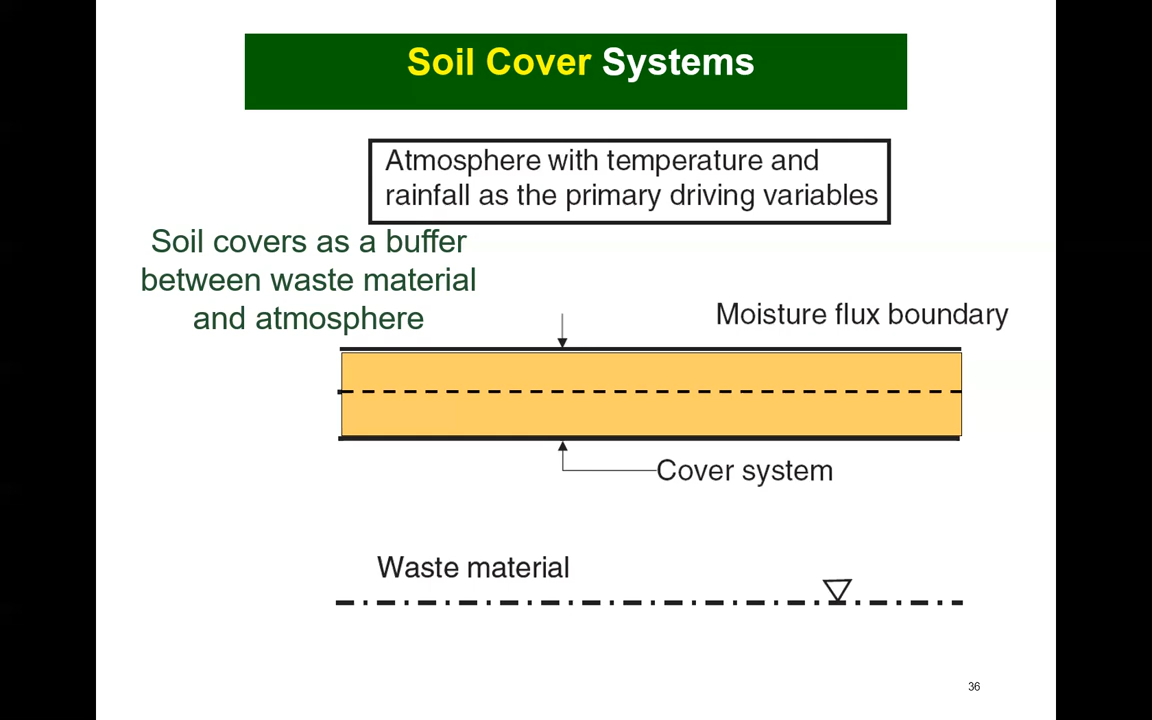 Soil Cover Systems
Atmosphere with temperature and
rainfall as the primary driving variables
Soil covers as a buffer
between waste material
and atmosphere
Moisture flux boundary
Cover system
Waste material
36